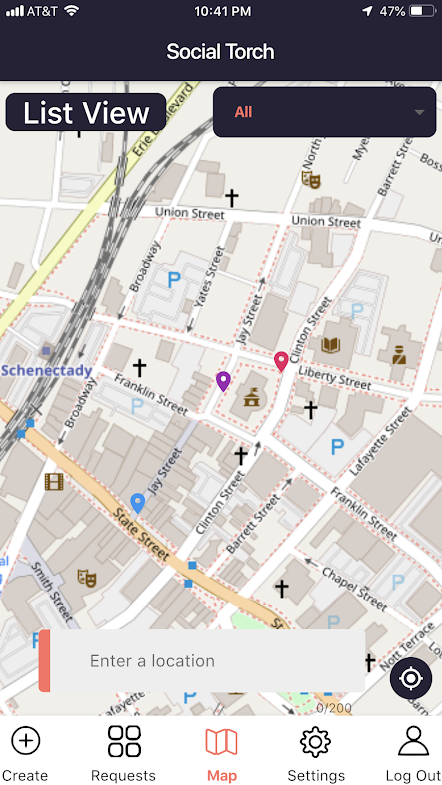 AT&T 10:41 PM 47%
Social Torch
List View
All
Erie Boulevard
North
Barrett Street
Union Street
Union Street
Broadway
P
Yates Street
Jay Street
Clinton Street
P
Schenectady
Liberty Street
Broadway
Franklin Street
P
Lafayette Street
P
Jay Street
Clinton Street
Barrett Street
Franklin Street
State Street
Smith Street
Chapel Street
P
P
Nott Terrace
P
Enter a location
P
0/200
Create
Requests
Map
Settings
Log Out